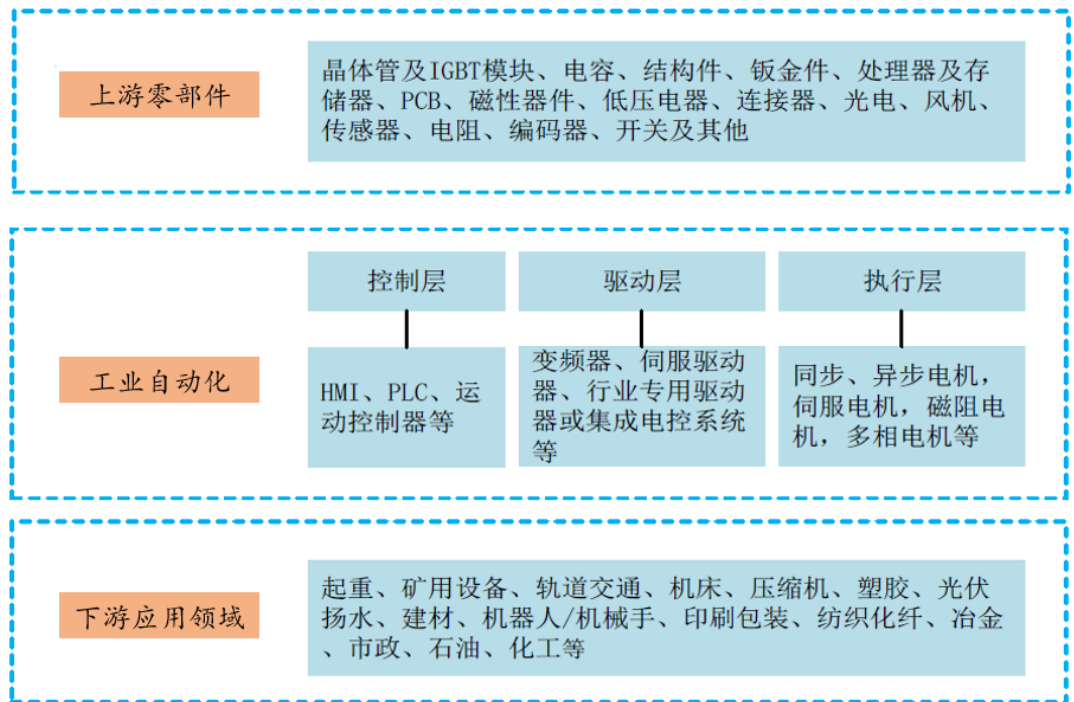 上游零部件
晶体管及IGBT模块、电容、结构件、钣金件、处理器及存
储器、PCB、磁性器件、低压电器、连接器、光电、风机、
传感器、电阻、编码器、开关及其他
工业自动化
控制层
HMI、PLC、运
动控制器等
驱动层
变频器、伺服驱动
器、行业专用驱动
器或集成电控系统
等
执行层
同步、异步电机，
伺服电机，磁阻电
机，多相电机等
下游应用领域
起重、矿用设备、轨道交通、机床、压缩机、塑胶、光伏
扬水、建材、机器人/机械手、印刷包装、纺织化纤、冶金
、市政、石油、化工等